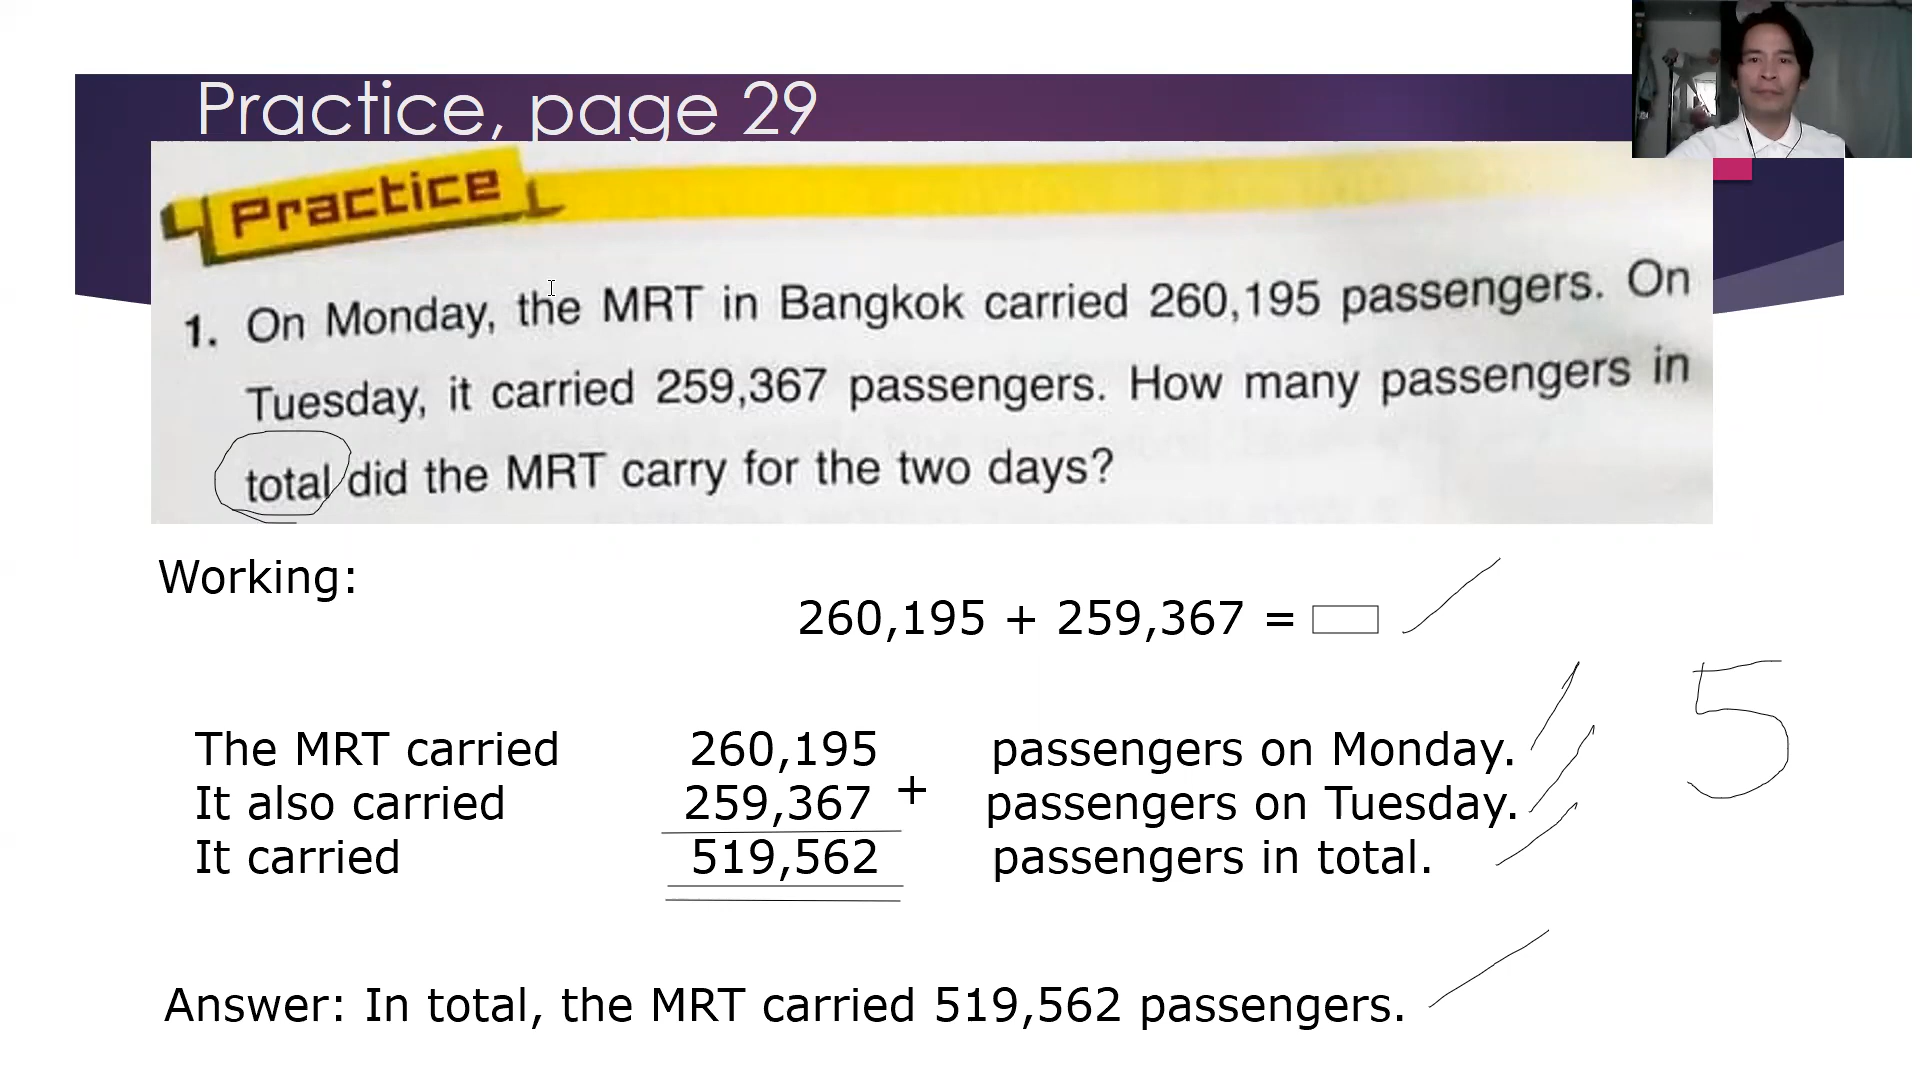 Practice, page 29
Practice
1. On Monday, the MRT in Bangkok carried 260,195 passengers. On
Tuesday, it carried 259,367 passengers. How many passengers in
total did the MRT carry for the two days?
Working:
260,195 + 259,367 =
The MRT carried 260,195 passengers on Monday.
It also carried 259,367 + passengers on Tuesday.
It carried 519,562 passengers in total.
5
Answer: In total, the MRT carried 519,562 passengers.